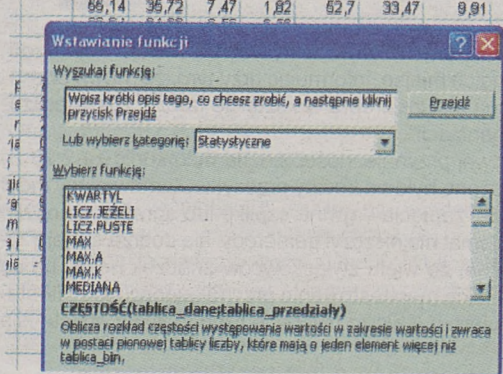 66,14 36,72 7,47 1,82 52,7 33,47 9,91
Wstawianie funkcji
Wyszukaj funkcję:
Wpisz krótki opis tego, co chcesz zrobić, a następnie kliknij
przycisk Przejdź
Przejdź
Lub wybierz kategorię: Statystyczne
Wybierz funkcję:
KWARTYL
LICZ.JEŻELI
LICZ.PUSTE
MAX
MAX.A
MAX.K
MEDIANA
CZĘSTOŚĆ(tablica_dane;tablica_przedziały)
Oblicza rozkład częstości występowania wartości w zakresie wartości i zwraca
w postaci pionowej tablicy liczby, które mają o jeden element więcej niż
tablica_bin.